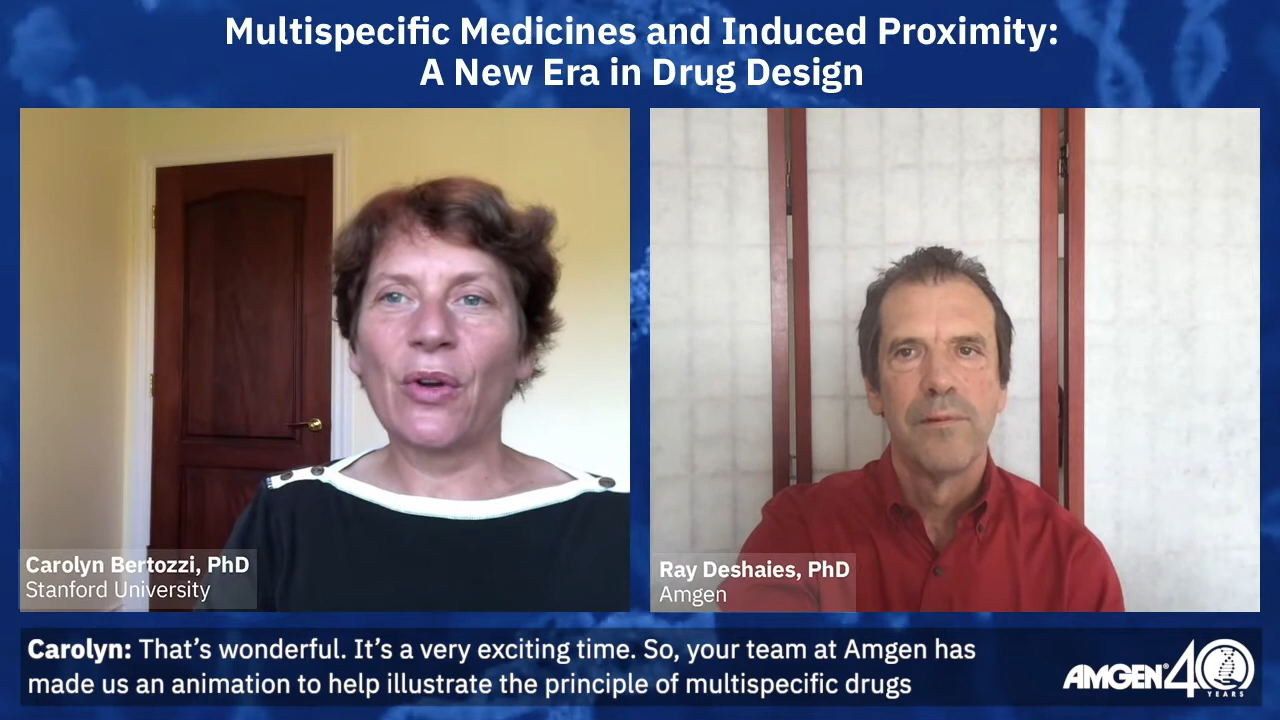 Multispecific Medicines and Induced Proximity:
A New Era in Drug Design
Carolyn Bertozzi, PhD
Stanford University
Ray Deshaies, PhD
Amgen
Carolyn: That’s wonderful. It’s a very exciting time. So, your team at Amgen has
made us an animation to help illustrate the principle of multispecific drugs
AMGEN® 40
YEARS